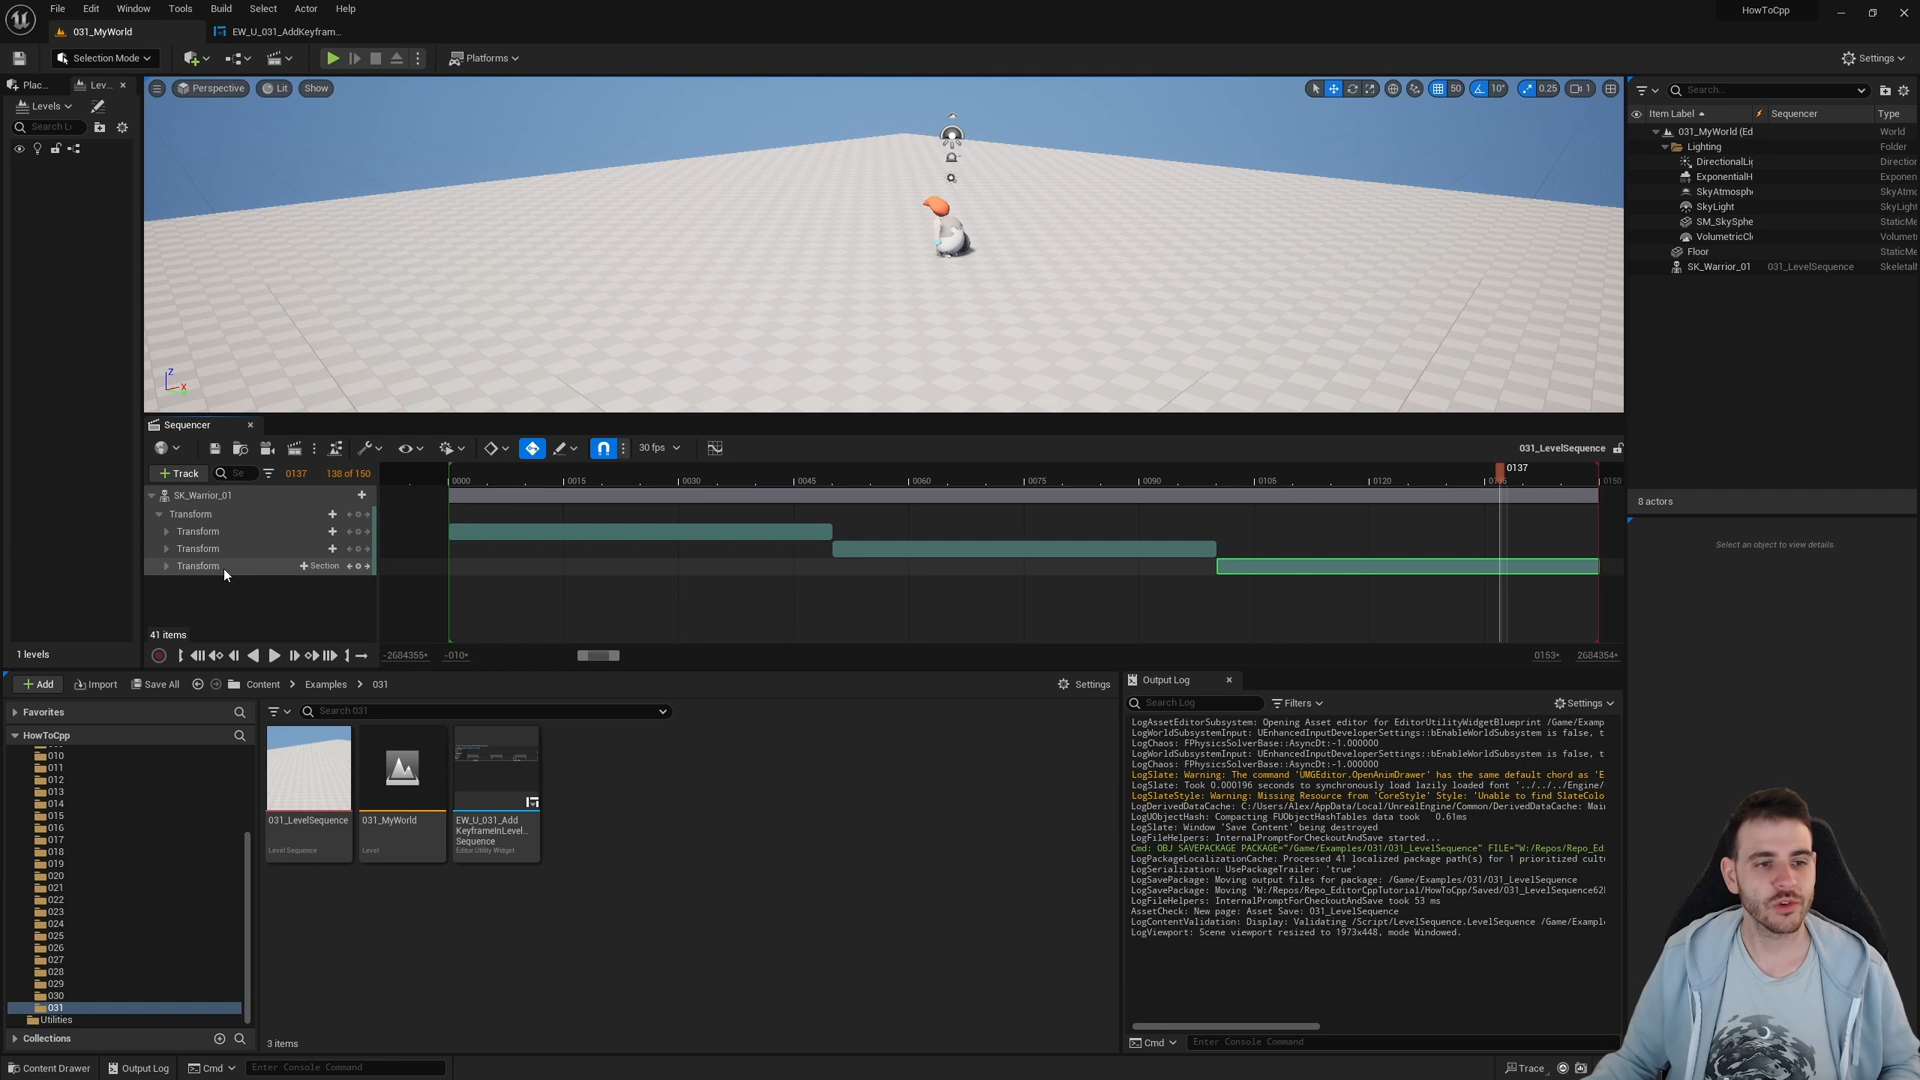 File Edit Window Tools Build Select Actor Help
HowToCpp
031_MyWorld
EW_U_031_AddKeyfram...
Selection Mode
Platforms
Settings
Plac...
Lev...
Perspective
Lit
Show
50
10°
0.25
1
Search...
Levels
Search Le
Item Label
Sequencer
Type
031_MyWorld (Ed
World
Lighting
Folder
DirectionalLig
Direction
ExponentialH
Exponen
SkyAtmosph
SkyAtmo
SkyLight
SkyLight
SM_SkySphe
StaticMe
VolumetricCl
Volumetr
Floor
StaticMe
SK_Warrior_01
031_LevelSequence
SkeletalM
Z
X
Sequencer
30 fps
031_LevelSequence
Track
Se
0137
138 of 150
0137
0000
0015
0030
0045
0060
0075
0090
0105
0120
0150
SK_Warrior_01
Transform
Transform
Transform
Transform
Section
8 actors
Select an object to view details.
41 items
1 levels
-2684355*
-010*
0153*
2684354*
Add
Import
Save All
Content
Examples
031
Settings
Output Log
Search Log
Filters
Settings
Favorites
Search 031
HowToCpp
010
011
012
013
014
015
016
017
018
019
020
021
022
023
024
025
026
027
028
029
030
031
Utilities
Collections
031_LevelSequence
Level Sequence
031_MyWorld
Level
EW_U_031_Add
KeyframeInLevel...
Sequence
Editor Utility Widget
3 items
LogAssetEditorSubsystem: Opening Asset editor for EditorUtilityWidgetBlueprint /Game/Examp
LogWorldSubsystemInput: UEnhancedInputDeveloperSettings::bEnableWorldSubsystem is false, t
LogChaos: FPhysicsSolverBase::AsyncDt:-1.000000
LogWorldSubsystemInput: UEnhancedInputDeveloperSettings::bEnableWorldSubsystem is false, t
LogChaos: FPhysicsSolverBase::AsyncDt:-1.000000
LogSlate: Warning: The command 'UMGEditor.OpenAnimDrawer' has the same default chord as 'E
LogSlate: Took 0.000196 seconds to synchronously load lazily loaded font '../../../Engine/
LogSlateStyle: Warning: Missing Resource from 'CoreStyle' Style: 'Unable to find SlateColo
LogDerivedDataCache: C:/Users/Alex/AppData/Local/UnrealEngine/Common/DerivedDataCache: Mai
LogUObjectHash: Compacting FUObjectHashTables data took 0.61ms
LogSlate: Window 'Save Content' being destroyed
LogFileHelpers: InternalPromptForCheckoutAndSave started...
Cmd: OBJ SAVEPACKAGE PACKAGE="/Game/Examples/031/031_LevelSequence" FILE="W:/Repos/Repo_Ed
LogPackageLocalizationCache: Processed 41 localized package path(s) for 1 prioritized cult
LogSerialization: UsePackageTrailer: 'true'
LogSavePackage: Moving output files for package: /Game/Examples/031/031_LevelSequence
LogSavePackage: Moving 'W:/Repos/Repo_EditorCppTutorial/HowToCpp/Saved/031_LevelSequence62
LogFileHelpers: InternalPromptForCheckoutAndSave took 53 ms
AssetCheck: New page: Asset Save: 031_LevelSequence
LogContentValidation: Display: Validating /Script/LevelSequence.LevelSequence /Game/Exampl
LogViewport: Scene viewport resized to 1973x448, mode Windowed.
Cmd
Enter Console Command
Content Drawer
Output Log
Cmd
Enter Console Command
Trace